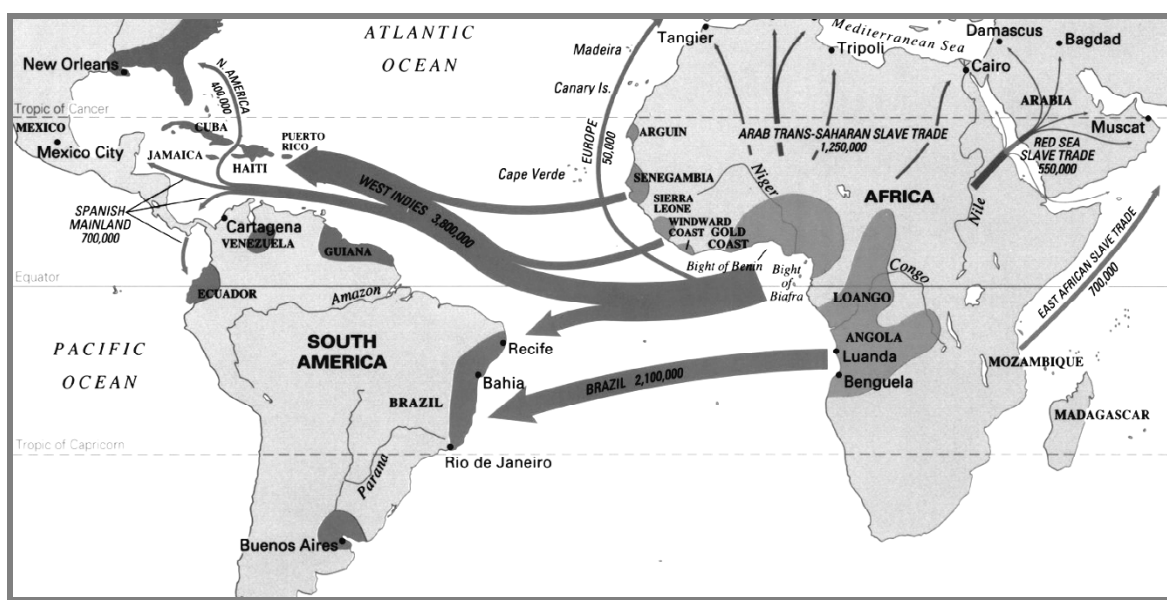 ATLANTIC
OCEAN
New Orleans
N. AMERICA
400,000
Tropic of Cancer
MEXICO
Mexico City
CUBA
JAMAICA
HAITI
PUERTO
RICO
SPANISH
MAINLAND
700,000
Cartagena
VENEZUELA
GUIANA
Equator
ECUADOR
Amazon
WEST INDIES 3,800,000
SOUTH
AMERICA
PACIFIC
OCEAN
Recife
Bahia
BRAZIL
BRAZIL 2,100,000
Tropic of Capricorn
Rio de Janeiro
Parana
Buenos Aires
Madeira
Canary Is.
Cape Verde
EUROPE
50,000
Tangier
Mediterranean Sea
Tripoli
Damascus
Bagdad
Cairo
ARABIA
Muscat
ARGUIN
ARAB TRANS-SAHARAN SLAVE TRADE
1,250,000
RED SEA
SLAVE TRADE
550,000
SENEGAMBIA
Niger
AFRICA
Nile
SIERRA
LEONE
WINDWARD
COAST
GOLD
COAST
Bight of Benin
Bight
of
Biafra
Congo
LOANGO
ANGOLA
Luanda
Benguela
EAST AFRICAN SLAVE TRADE
700,000
MOZAMBIQUE
MADAGASCAR